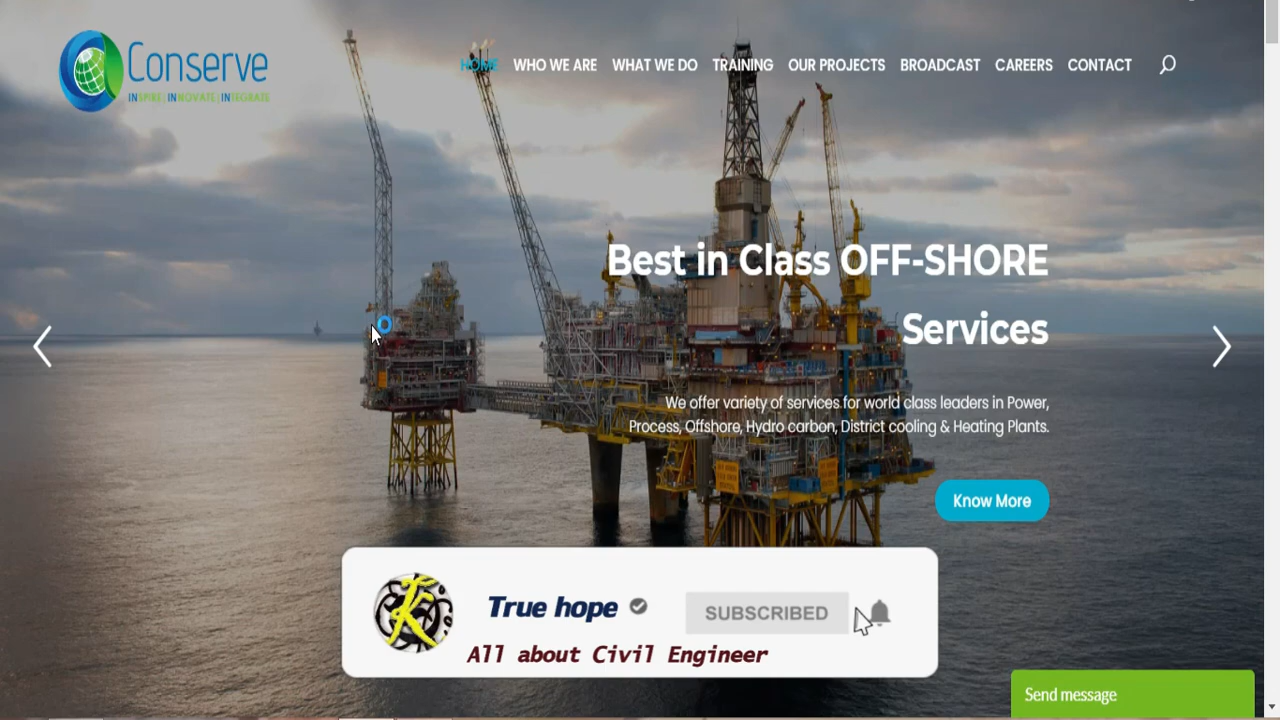 Conserve
INSPIRE | INNOVATE | INTEGRATE
HOME WHO WE ARE WHAT WE DO TRAINING OUR PROJECTS BROADCAST CAREERS CONTACT
Best in Class OFF-SHORE
Services
We offer variety of services for world class leaders in Power,
Process, Offshore, Hydro carbon, District cooling & Heating Plants.
Know More
True hope
SUBSCRIBED
All about Civil Engineer
Send message